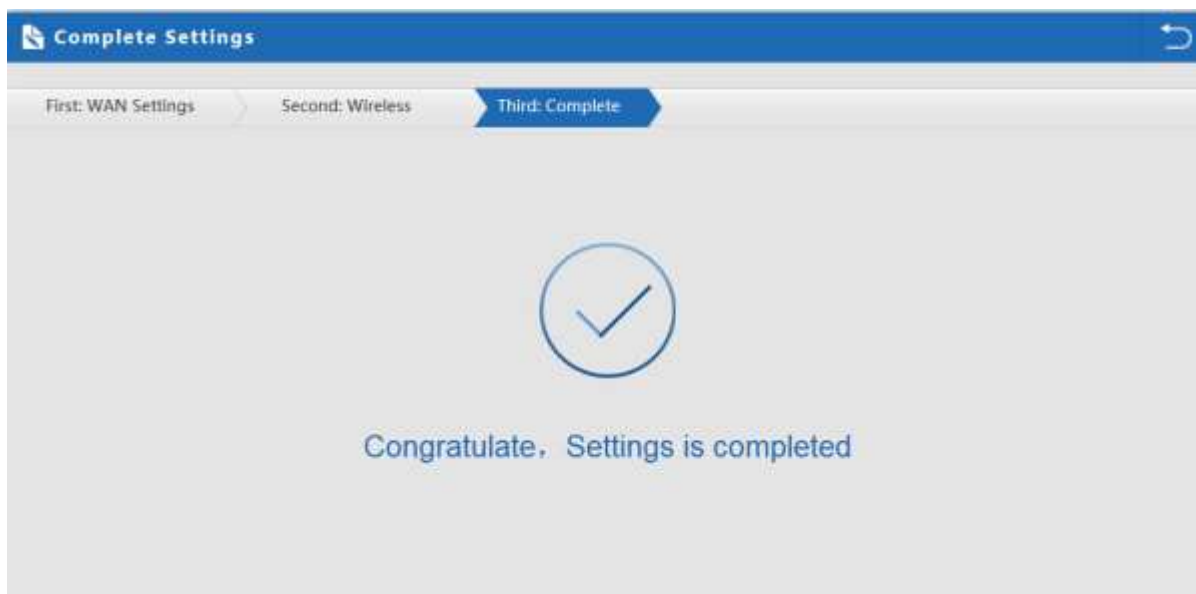 Complete Settings
First: WAN Settings Second: Wireless Third: Complete
Congratulate，Settings is completed